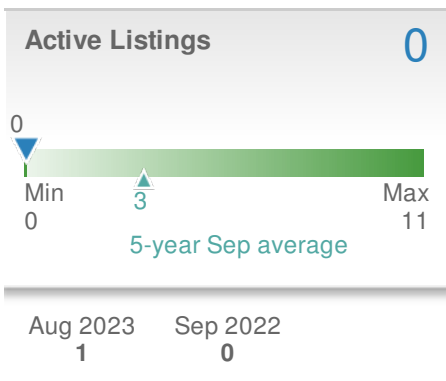 Active Listings 0
0
Min Max
3
0 11
5-year Sep average
Aug 2023 Sep 2022
1 0